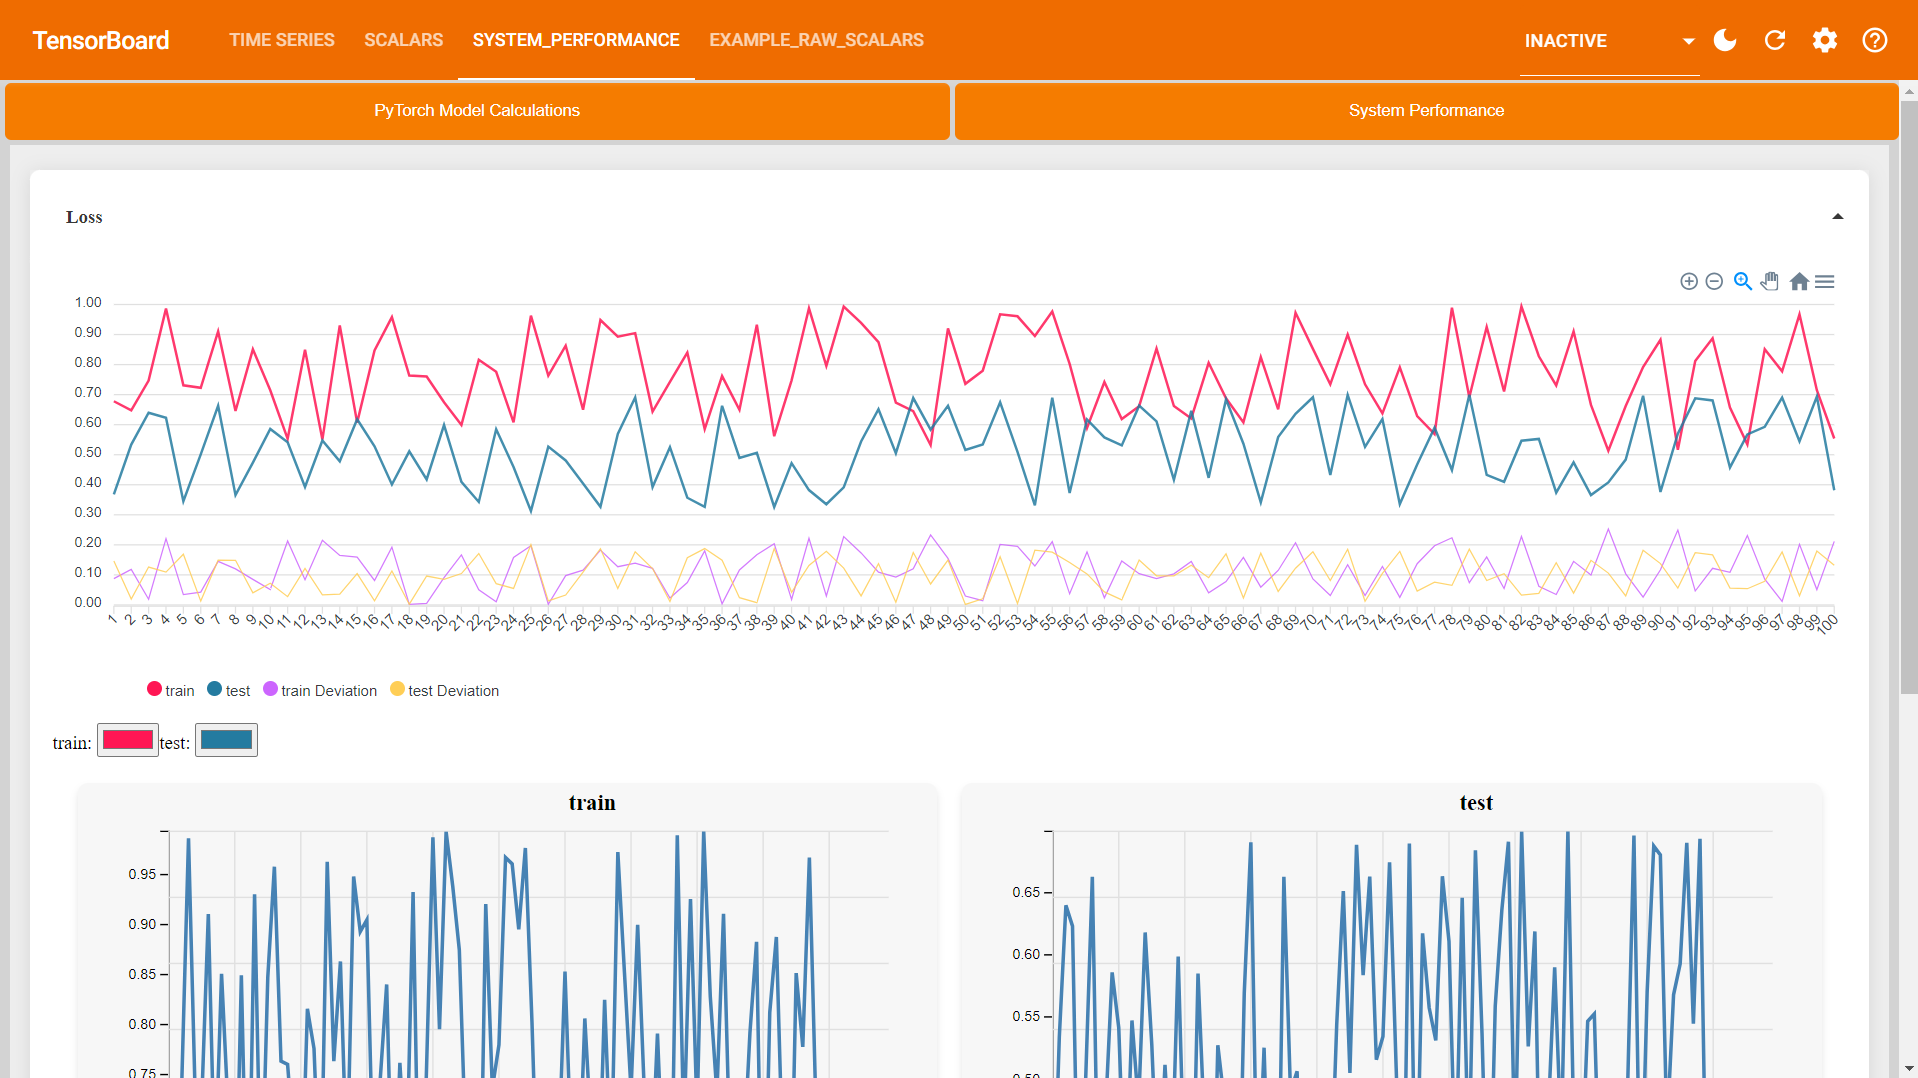 TensorBoard TIME SERIES SCALARS SYSTEM_PERFORMANCE EXAMPLE_RAW_SCALARS INACTIVE
PyTorch Model Calculations System Performance
Loss
1.00
0.90
0.80
0.70
0.60
0.50
0.40
0.30
0.20
0.10
0.00
1 2 3 4 5 6 7 8 9 10 11 12 13 14 15 16 17 18 19 20 21 22 23 24 25 26 27 28 29 30 31 32 33 34 35 36 37 38 39 40 41 42 43 44 45 46 47 48 49 50 51 52 53 54 55 56 57 58 59 60 61 62 63 64 65 66 67 68 69 70 71 72 73 74 75 76 77 78 79 80 81 82 83 84 85 86 87 88 89 90 91 92 93 94 95 96 97 98 99 100
train test train Deviation test Deviation
train: test:
train
0.95
0.90
0.85
0.80
0.75
test
0.65
0.60
0.55
0.50